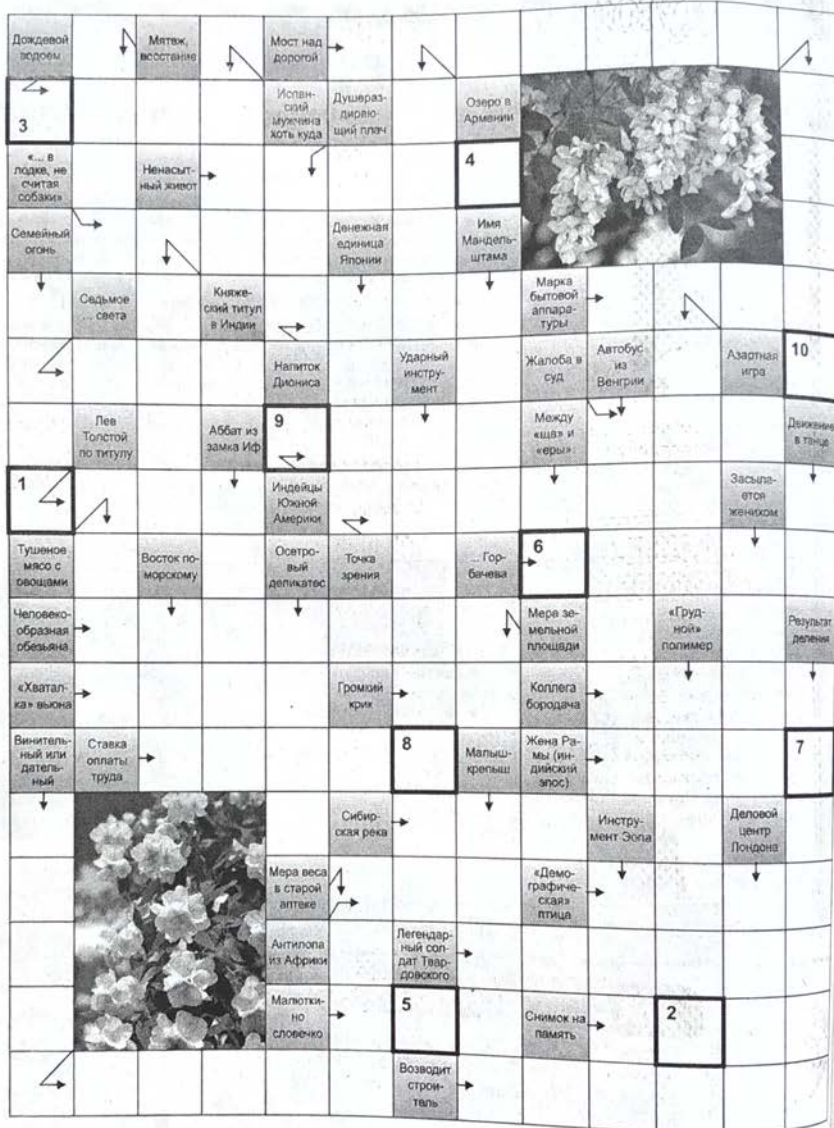 Дождевой
водоем
Мятеж,
восстание
Мост над
дорогой
3
Испан-
ский
мужчина
хоть куда
Душераз-
дираю-
щий плач
Озеро в
Армении
«... в
лодке, не
считая
собаки»
Ненасыт-
ный живот
4
Семейный
огонь
Денежная
единица
Японии
Имя
Мандель-
штама
Седьмое
... света
Княже-
ский титул
в Индии
Марка
бытовой
аппара-
туры
Напиток
Диониса
Ударный
инстру-
мент
Жалоба в
суд
Автобус
из
Венгрии
Азартная
игра
10
Лев
Толстой
по титулу
Аббат из
замка Иф
9
Между
«ща» и
«еры»
Движение
в танце
1
Индейцы
Южной
Америки
Засыла-
ется
женихом
Тушеное
мясо с
овощами
Восток по-
морскому
Осетро-
вый
деликатес
Точка
зрения
... Гор-
бачева
6
Человеко-
образная
обезьяна
Мера зе-
мельной
площади
«Груд-
ной»
полимер
Результат
деления
«Хватал-
ка» вьюна
Громкий
крик
Коллега
бородача
Винитель-
ный или
датель-
ный
Ставка
оплаты
труда
8
Малыш-
крепыш
Жена Ра-
мы (ин-
дийский
эпос)
7
Сибир-
ская река
Инстру-
мент Эола
Деловой
центр
Лондона
Мера веса
в старой
аптеке
«Демо-
графиче-
ская»
птица
Антилопа
из Африки
Легендар-
ный сол-
дат Твар-
довского
Малютки-
но
словечко
5
Снимок на
память
2
Возводит
строи-
тель